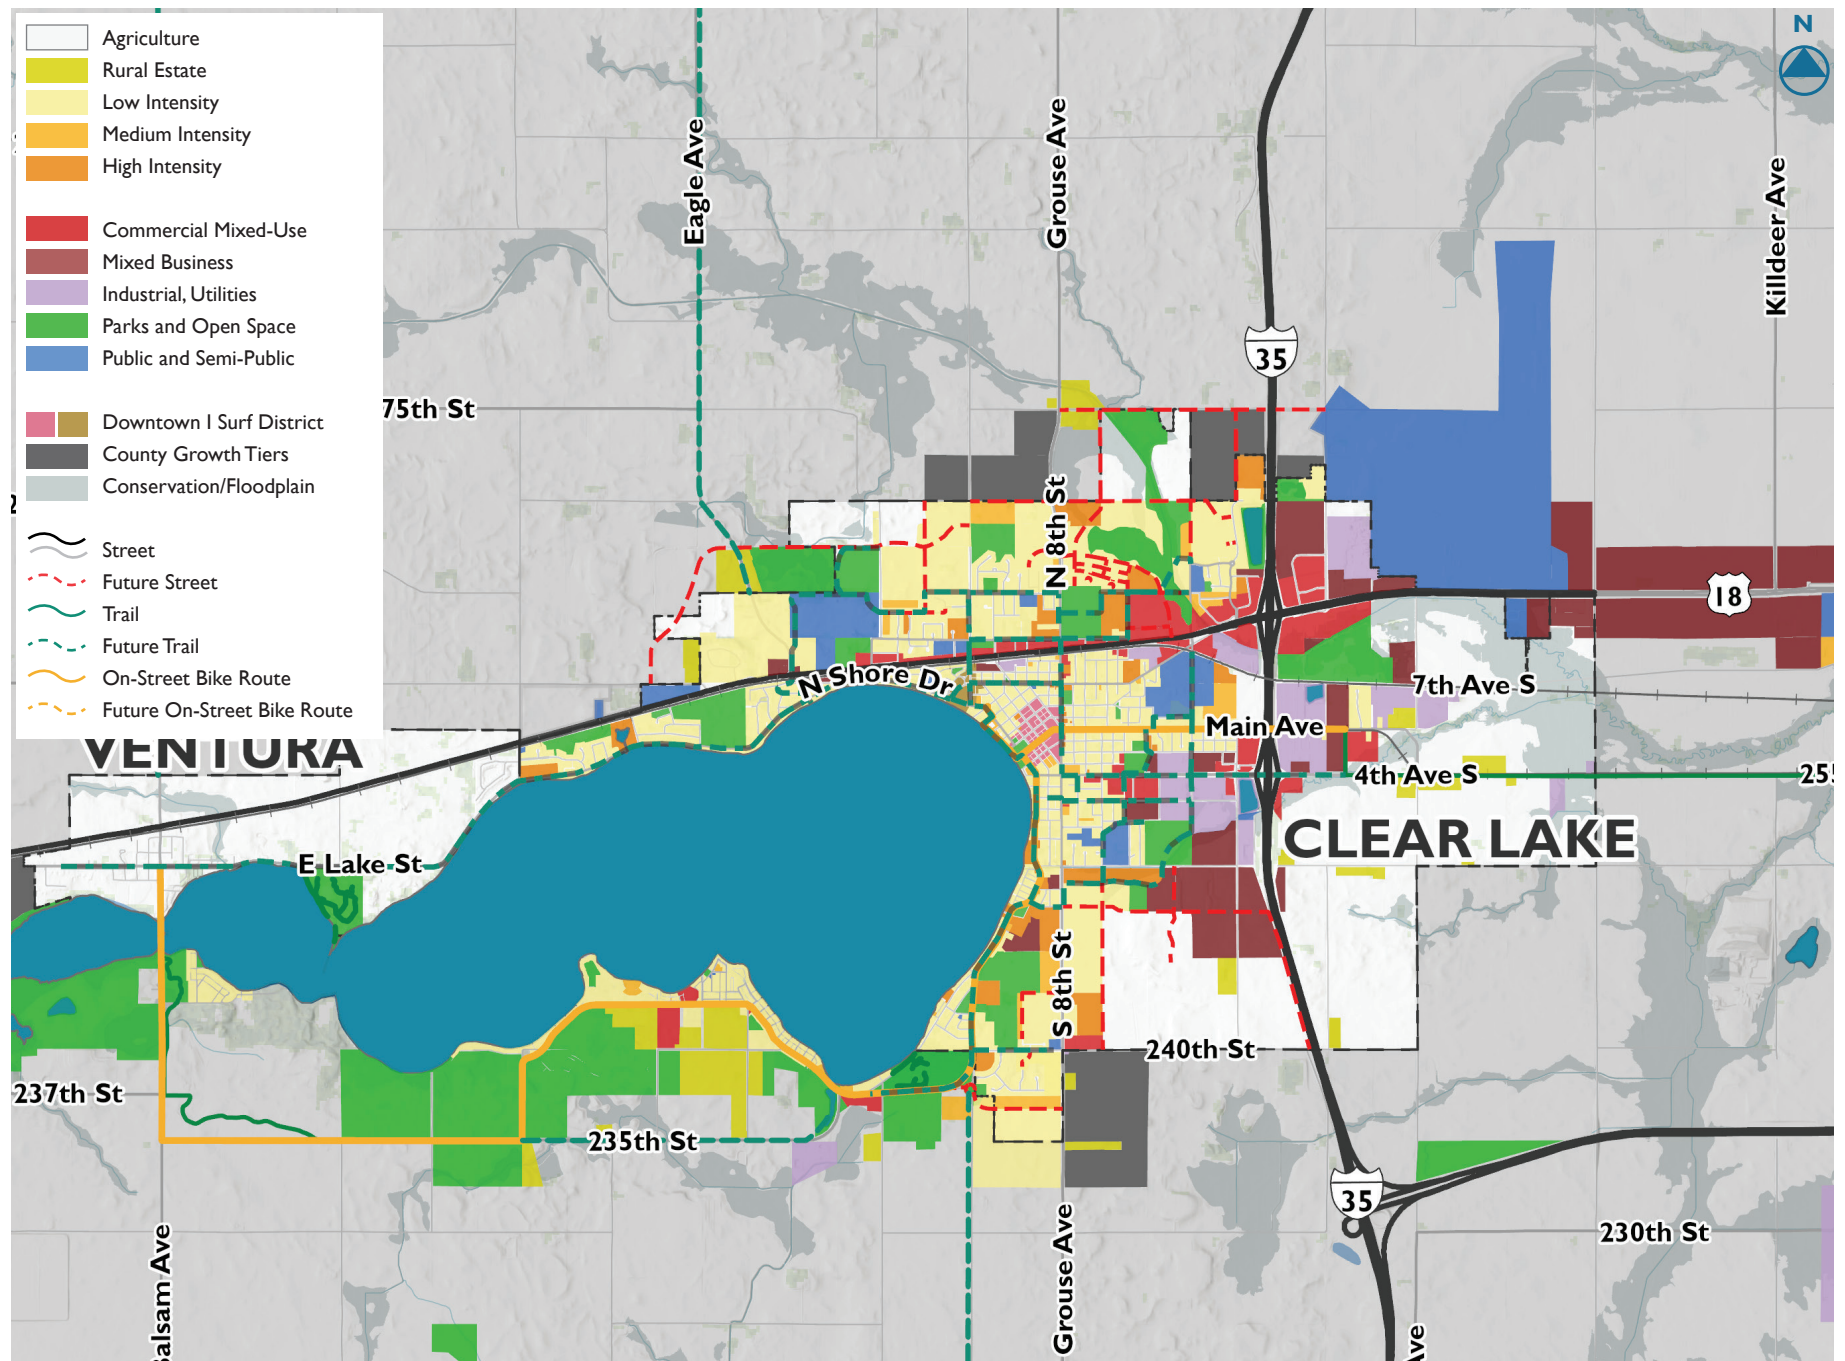 Agriculture
Rural Estate
Low Intensity
Medium Intensity
High Intensity
Commercial Mixed-Use
Mixed Business
Industrial, Utilities
Parks and Open Space
Public and Semi-Public
Downtown I Surf District
County Growth Tiers
Conservation/Floodplain
Street
Future Street
Trail
Future Trail
On-Street Bike Route
Future On-Street Bike Route
N
Eagle Ave
Grouse Ave
Killdeer Ave
35
75th St
N 8th St
18
N Shore Dr
7th Ave S
Main Ave
VENTURA
4th Ave S
255
CLEAR LAKE
E Lake St
S 8th St
240th St
237th St
235th St
35
230th St
Balsam Ave
Grouse Ave
Ave